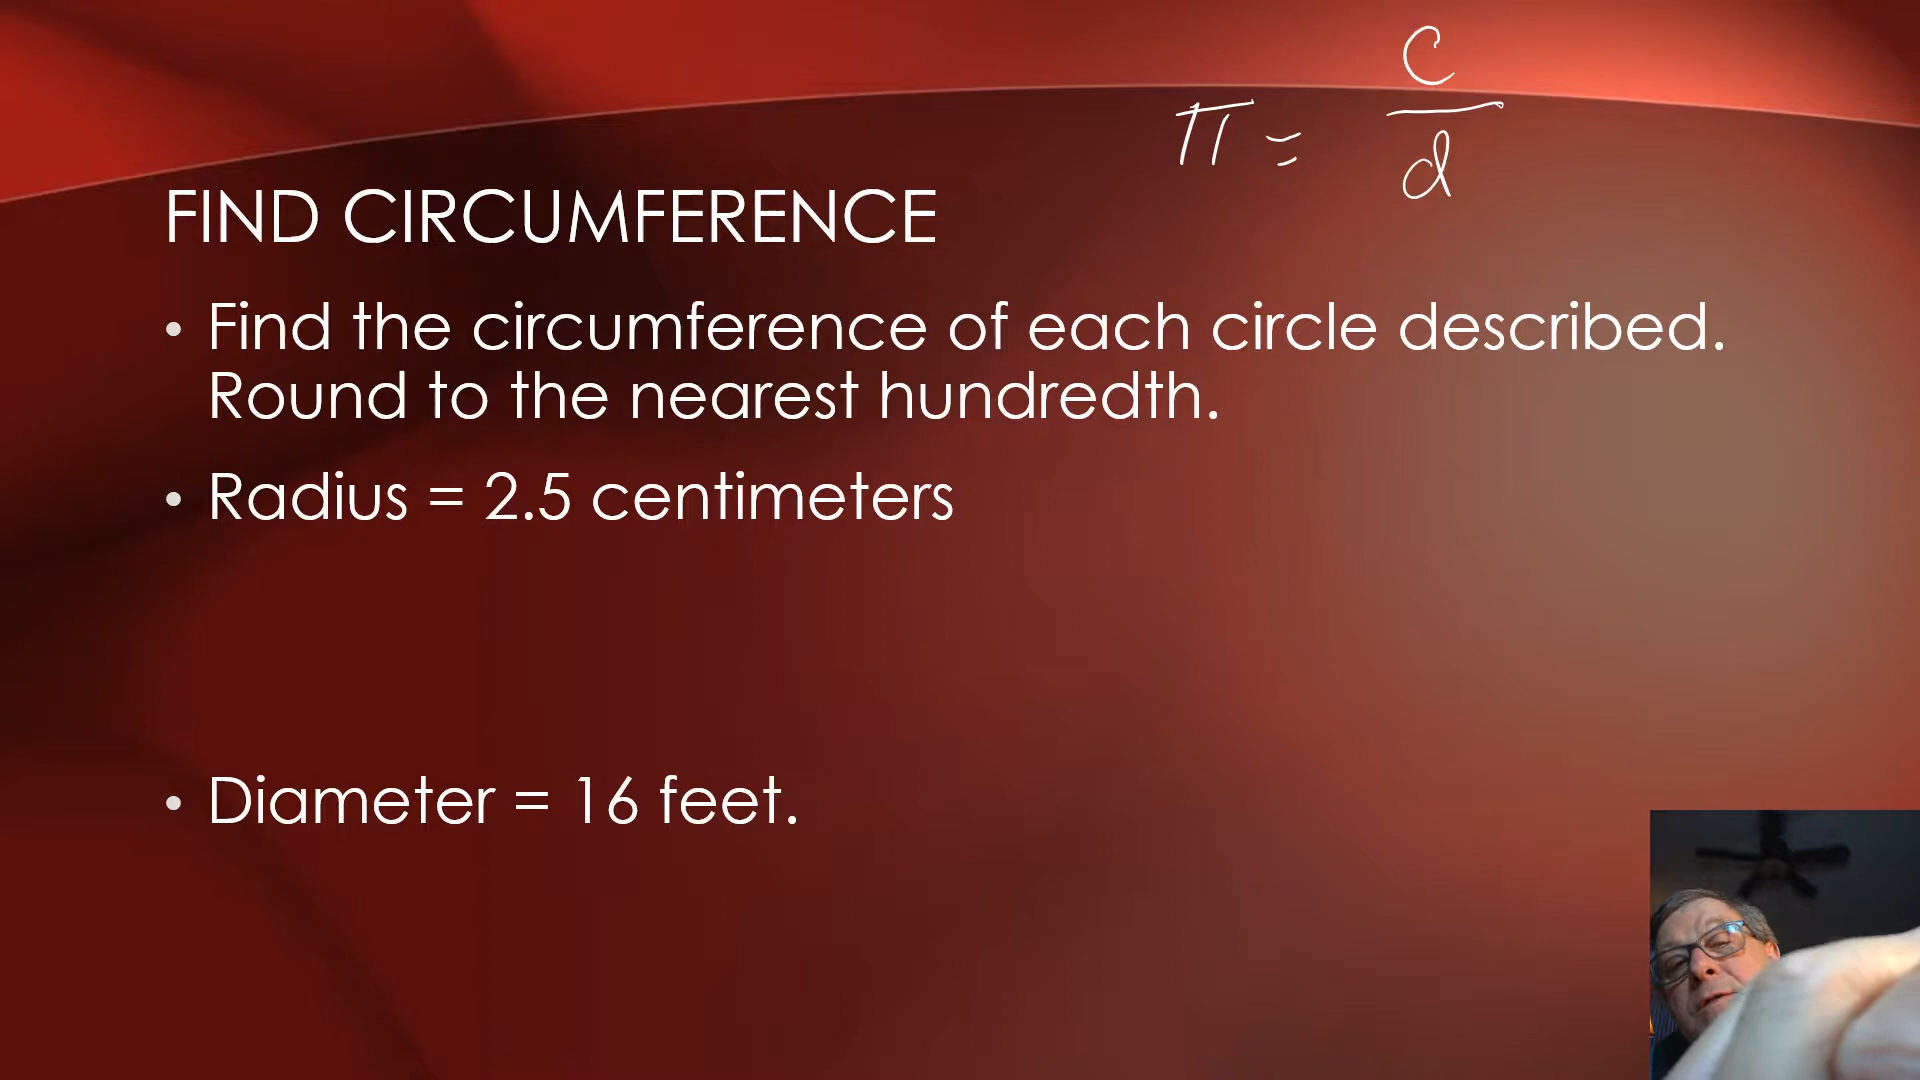 π = c/d
FIND CIRCUMFERENCE
• Find the circumference of each circle described.
Round to the nearest hundredth.
• Radius = 2.5 centimeters
• Diameter = 16 feet.